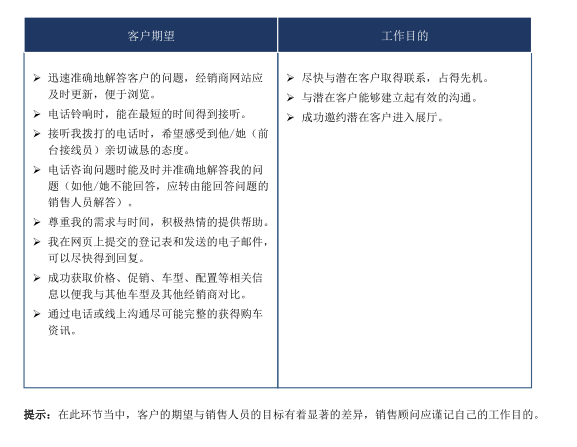 客户期望
工作目的
➢ 迅速准确地解答客户的问题，经销商网站应
及时更新，便于浏览。
➢ 电话铃响时，能在最短的时间得到接听。
➢ 接听我拨打的电话时，希望感受到他/她（前
台接线员）亲切诚恳的态度。
➢ 电话咨询问题时能及时并准确地解答我的问
题（如他/她不能回答，应转由能回答问题的
销售人员解答）。
➢ 尊重我的需求与时间，积极热情的提供帮助。
➢ 我在网页上提交的登记表和发送的电子邮件，
可以尽快得到回复。
➢ 成功获取价格、促销、车型、配置等相关信
息以便我与其他车型及其他经销商对比。
➢ 通过电话或线上沟通尽可能完整的获得购车
资讯。
➢ 尽快与潜在客户取得联系，占得先机。
➢ 与潜在客户能够建立起有效的沟通。
➢ 成功邀约潜在客户进入展厅。
提示：在此环节当中，客户的期望与销售人员的目标有着显著的差异，销售顾问应谨记自己的工作目的。